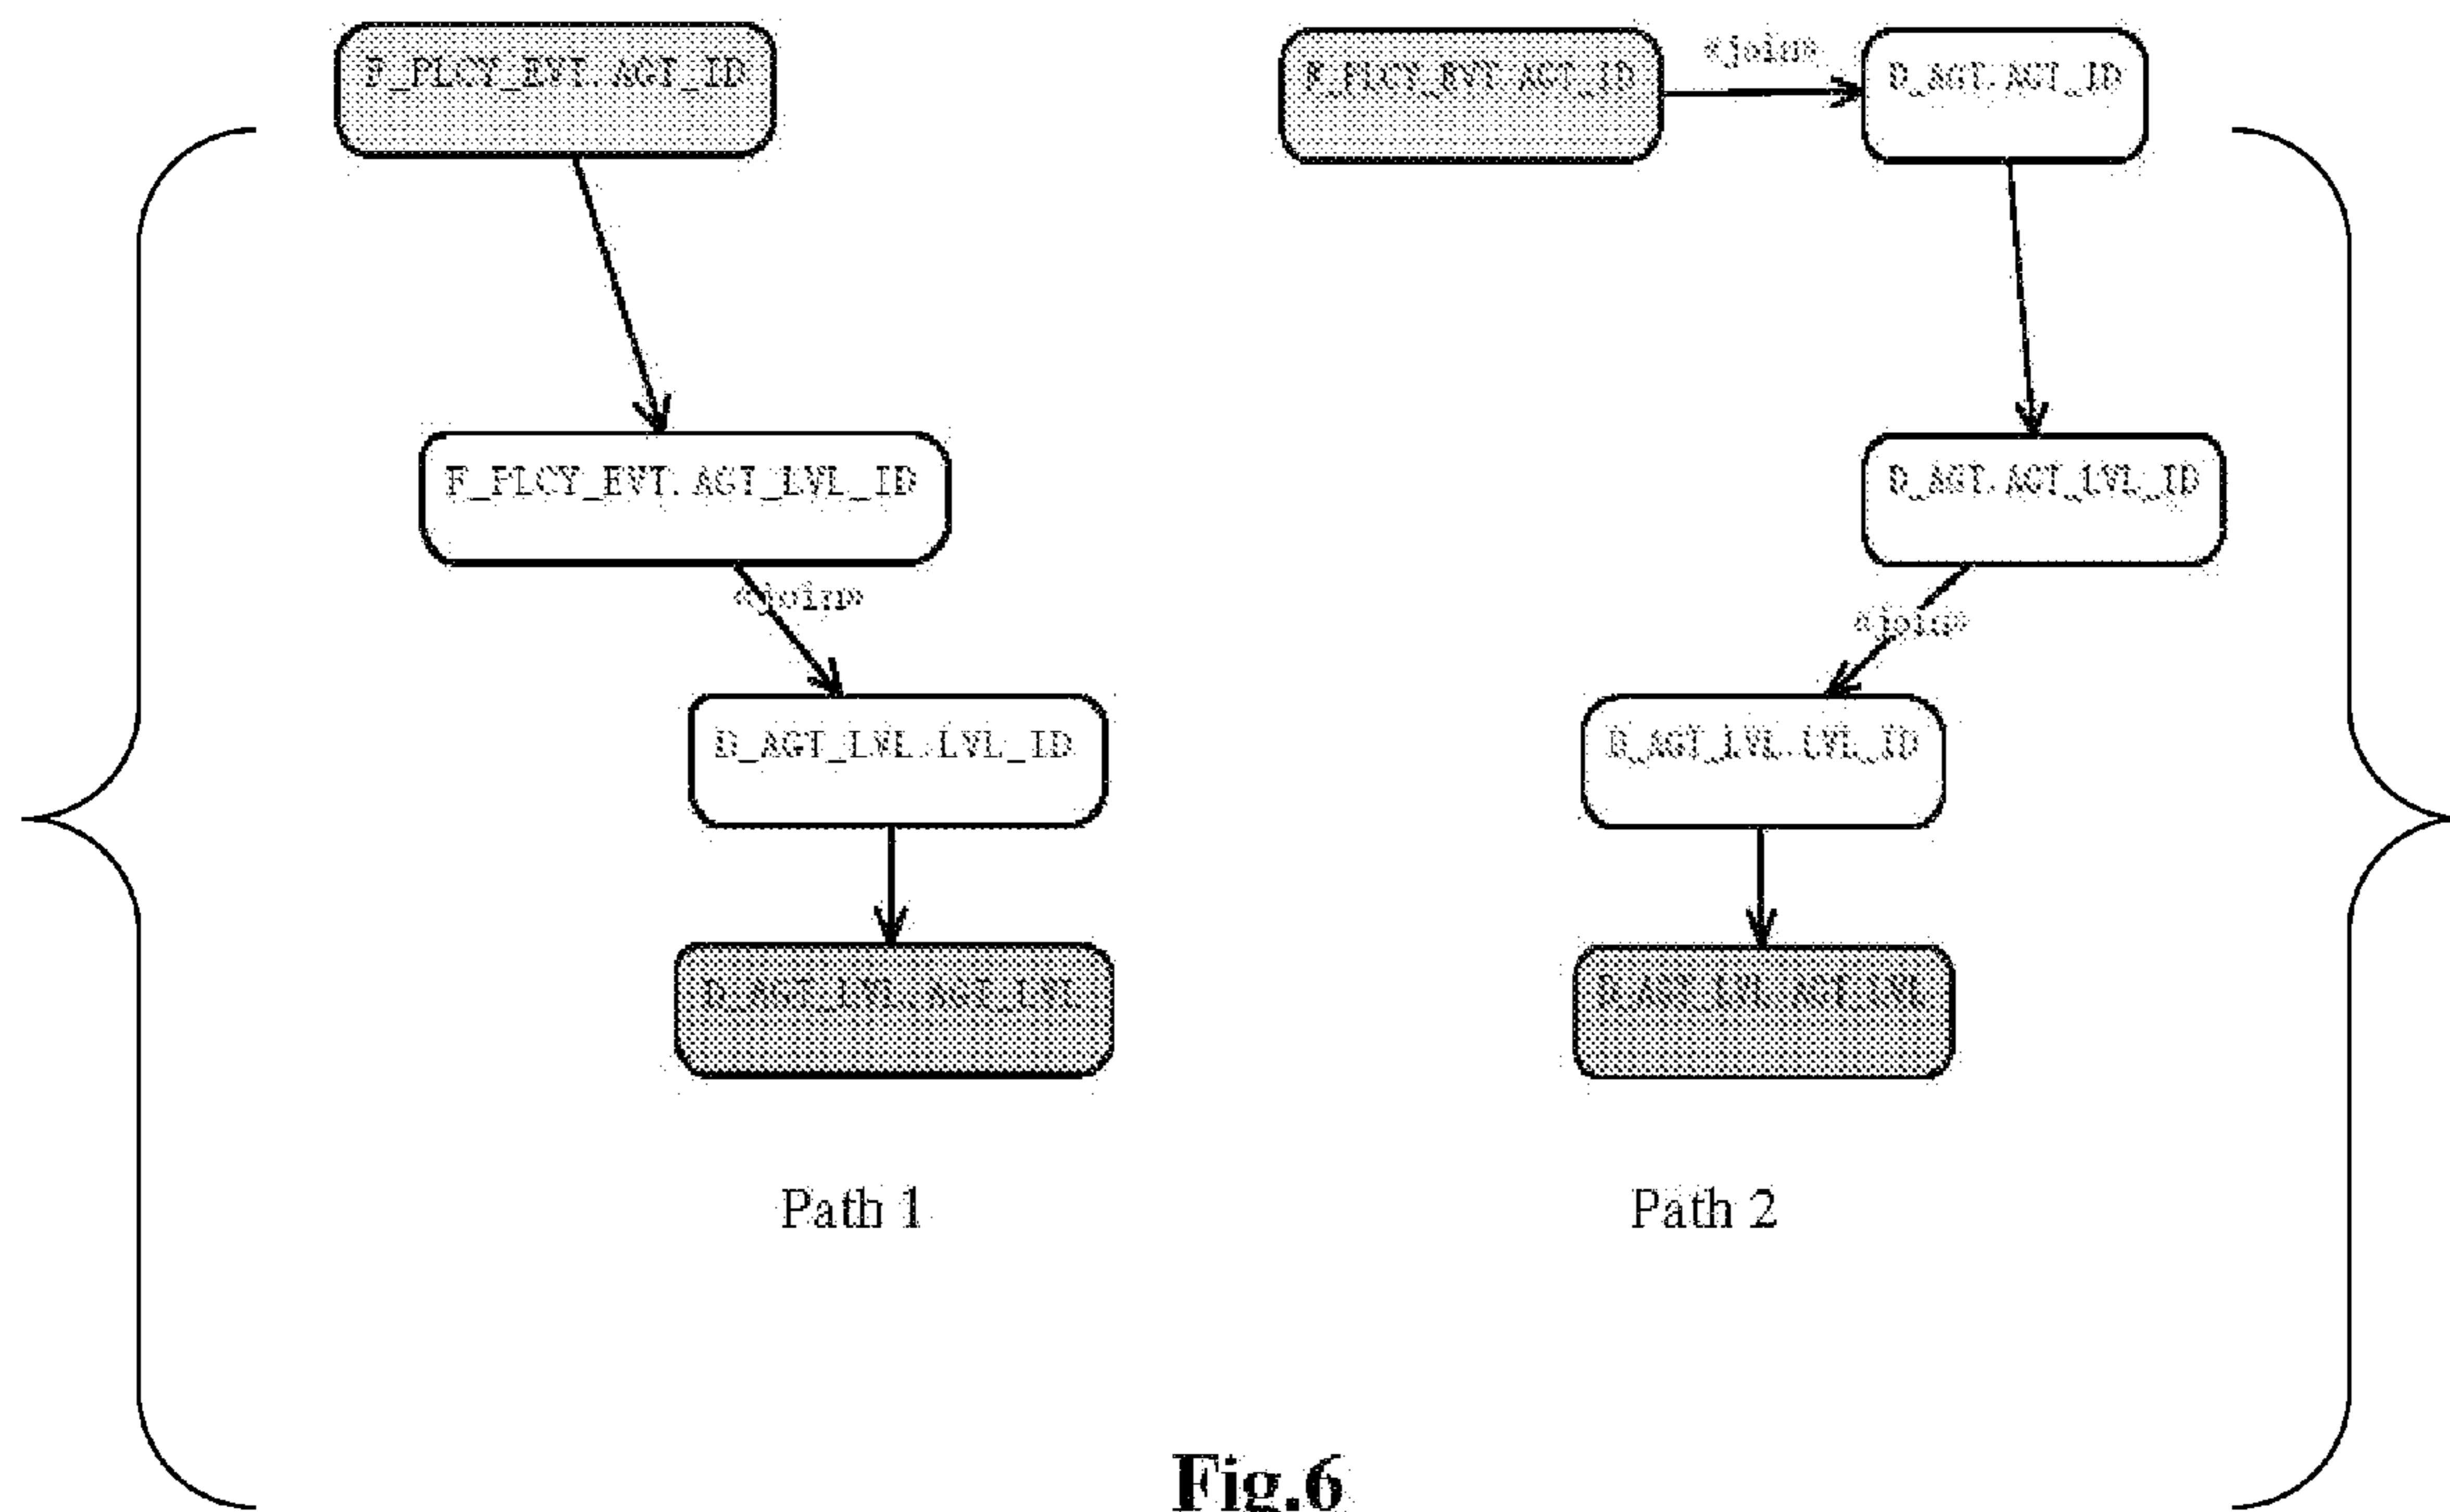 F_PLCY_EVT.AGT_ID
F_PLCY_EVT.AGT_LVL_ID
«join»
D_AGT_LVL.LVL_ID
D_AGT_LVL.AGT_LVL
Path 1
F_PLCY_EVT.AGT_ID
«join»
D_AGT.AGT_ID
D_AGT.AGT_LVL_ID
«join»
D_AGT_LVL.LVL_ID
D_AGT_LVL.AGT_LVL
Path 2
Fig.6